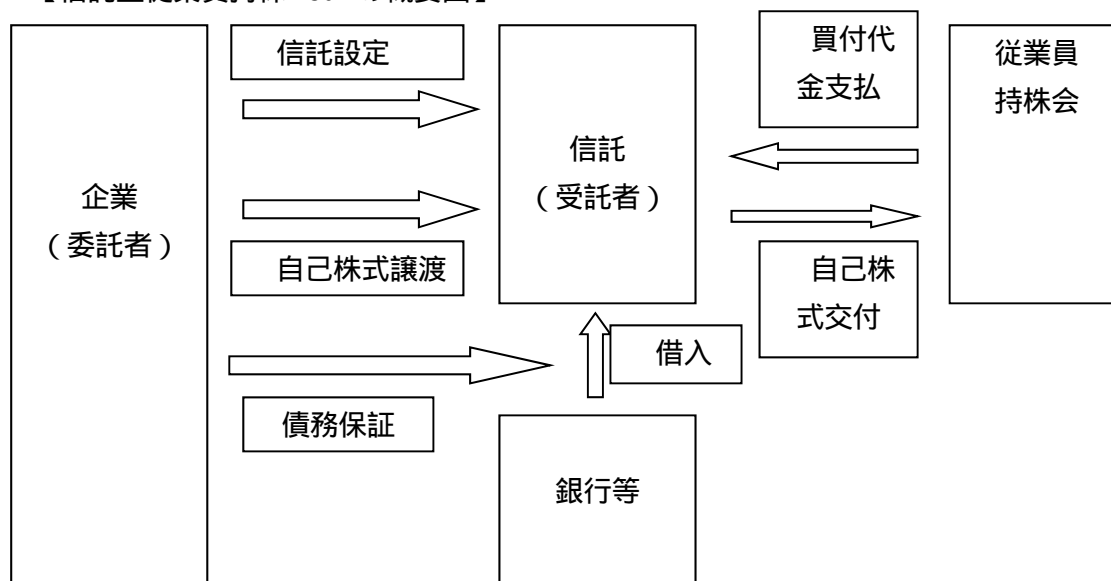 信託設定
買付代
金支払
従業員
持株会
信託
（受託者）
企業
（委託者）
自己株式譲渡
自己株
式交付
借入
債務保証
銀行等